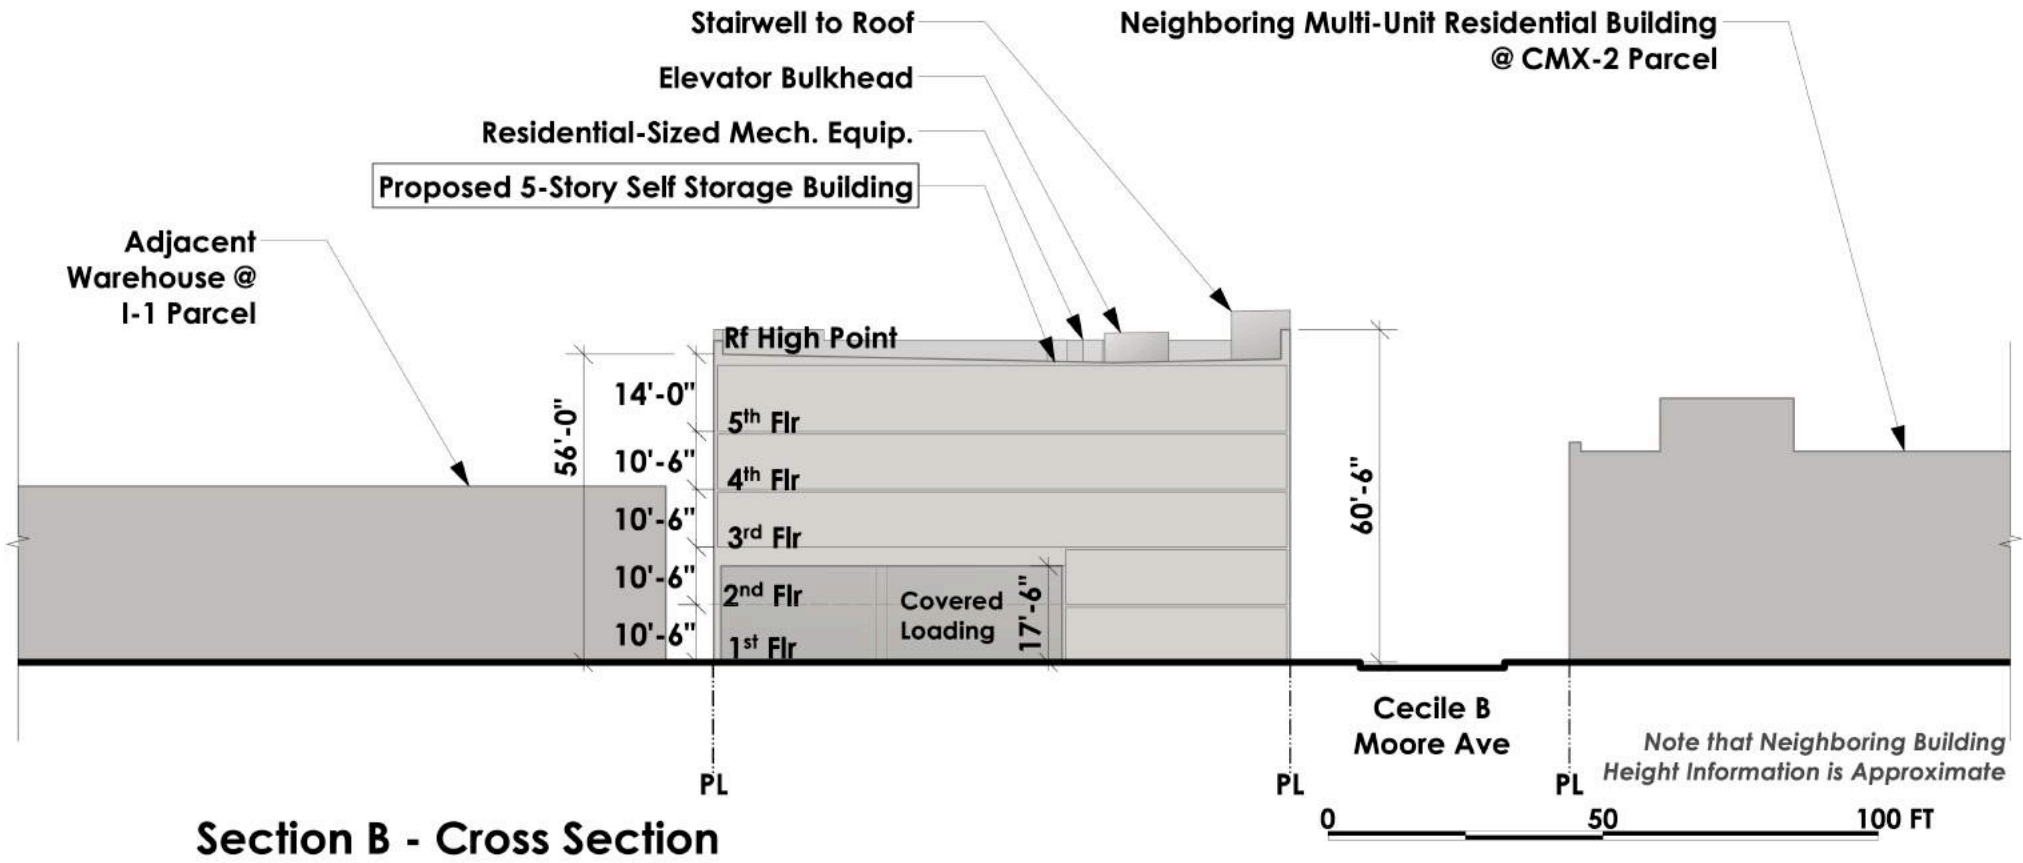 Stairwell to Roof
Neighboring Multi-Unit Residential Building
@ CMX-2 Parcel
Elevator Bulkhead
Residential-Sized Mech. Equip.
Proposed 5-Story Self Storage Building
Adjacent
Warehouse @
I-1 Parcel
Rf High Point
14'-0"
5th Flr
56'-0"
10'-6"
4th Flr
60'-6"
10'-6"
3rd Flr
10'-6"
2nd Flr
Covered
Loading
17'-6"
10'-6"
1st Flr
Cecile B
Moore Ave
Note that Neighboring Building
Height Information is Approximate
PL
PL
PL
Section B - Cross Section
0 50 100 FT